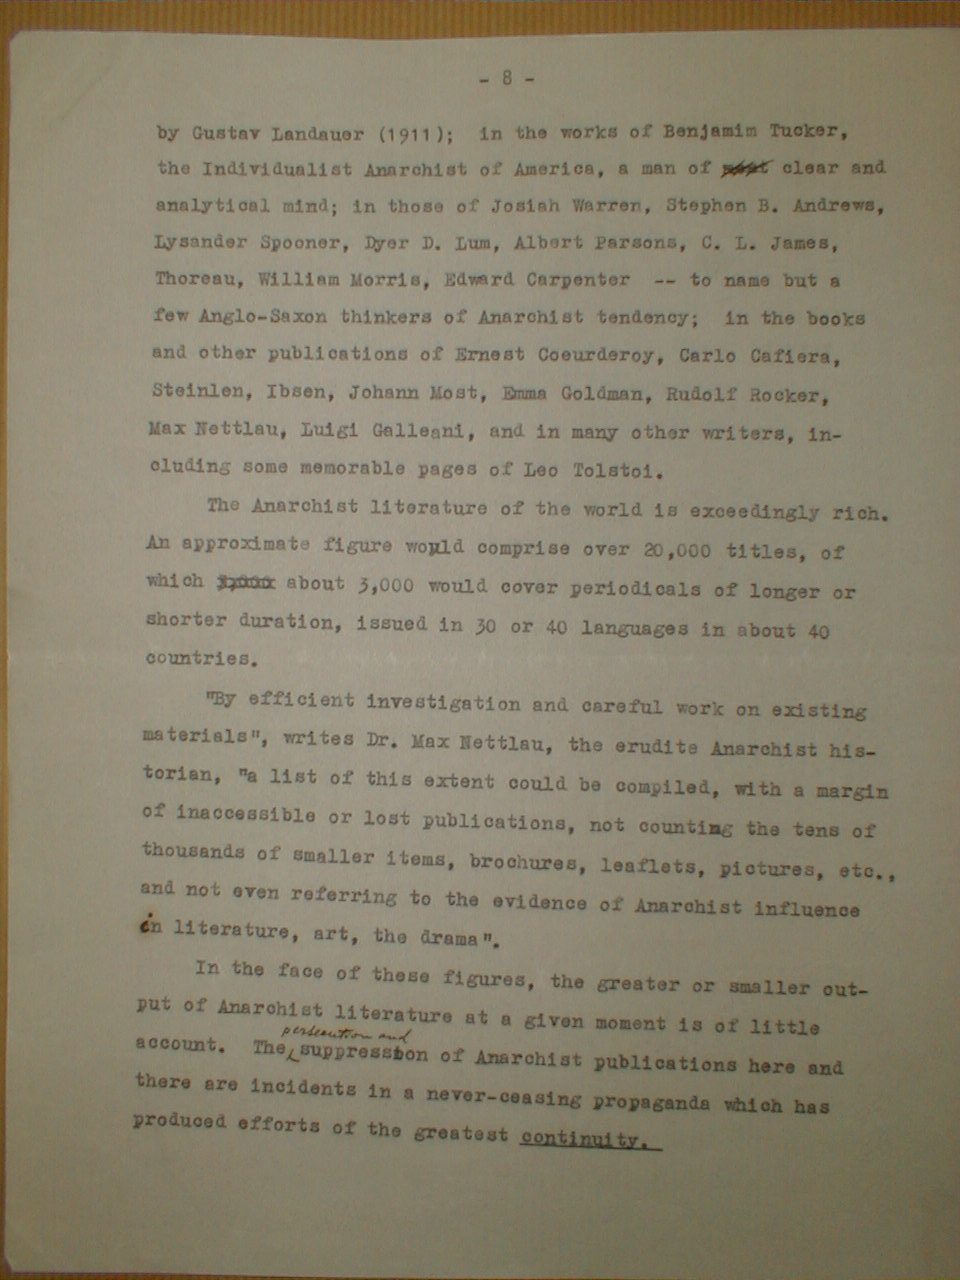 - 8 -
by Gustav Landauer (1911); in the works of Benjamim Tucker,
the Individualist Anarchist of America, a man of clear and
analytical mind; in those of Josiah Warren, Stephen B. Andrews,
Lysander Spooner, Dyer D. Lum, Albert Parsons, C. L. James,
Thoreau, William Morris, Edward Carpenter -- to name but a
few Anglo-Saxon thinkers of Anarchist tendency; in the books
and other publications of Ernest Coeurderoy, Carlo Cafiera,
Steinlen, Ibsen, Johann Most, Emma Goldman, Rudolf Rocker,
Max Nettlau, Luigi Galleani, and in many other writers, in-
cluding some memorable pages of Leo Tolstoi.
The Anarchist literature of the world is exceedingly rich.
An approximate figure would comprise over 20,000 titles, of
which about 3,000 would cover periodicals of longer or
shorter duration, issued in 30 or 40 languages in about 40
countries.
"By efficient investigation and careful work on existing
materials", writes Dr. Max Nettlau, the erudite Anarchist his-
torian, "a list of this extent could be compiled, with a margin
of inaccessible or lost publications, not counting the tens of
thousands of smaller items, brochures, leaflets, pictures, etc.,
and not even referring to the evidence of Anarchist influence
in literature, art, the drama".
In the face of these figures, the greater or smaller out-
put of Anarchist literature at a given moment is of little
persecution and
account. The suppression of Anarchist publications here and
there are incidents in a never-ceasing propaganda which has
produced efforts of the greatest continuity.